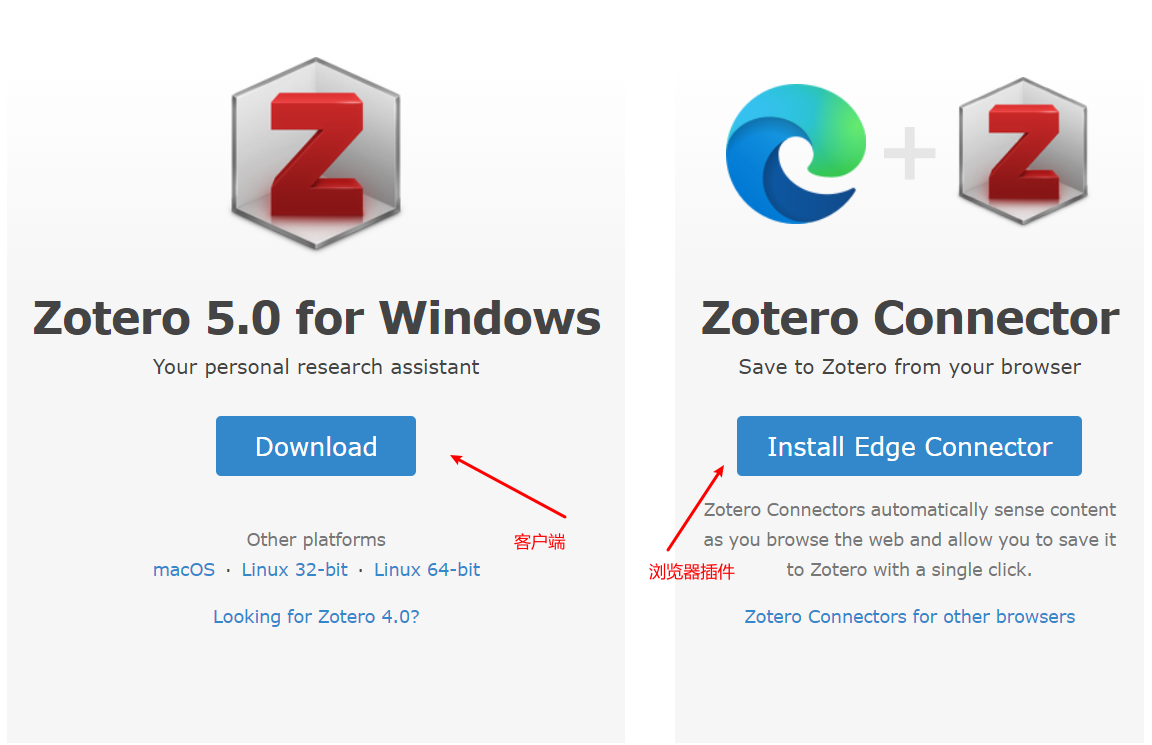 Zotero 5.0 for Windows
Your personal research assistant
Download
客户端
Other platforms
macOS · Linux 32-bit · Linux 64-bit
Looking for Zotero 4.0?
Zotero Connector
Save to Zotero from your browser
Install Edge Connector
浏览器插件
Zotero Connectors automatically sense content
as you browse the web and allow you to save it
to Zotero with a single click.
Zotero Connectors for other browsers